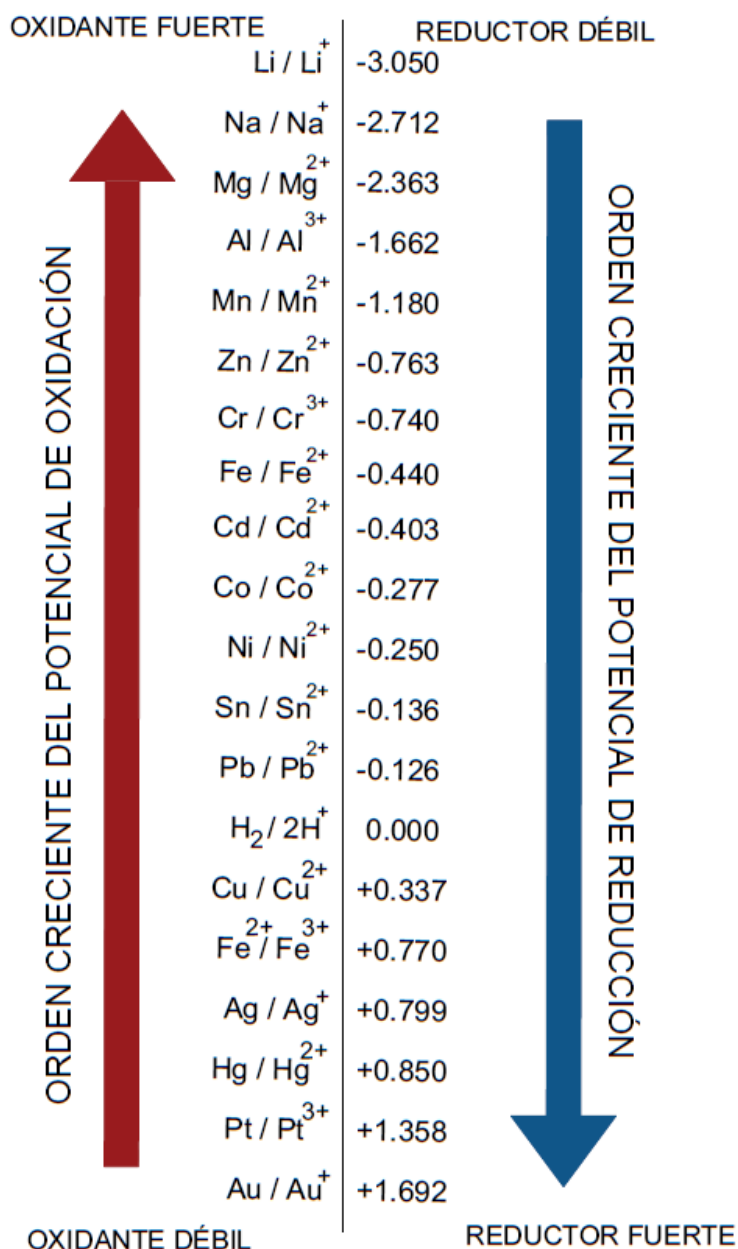 OXIDANTE FUERTE
REDUCTOR DÉBIL
Li / Li+ -3.050
Na / Na+ -2.712
Mg / Mg2+ -2.363
Al / Al3+ -1.662
Mn / Mn2+ -1.180
Zn / Zn2+ -0.763
Cr / Cr3+ -0.740
Fe / Fe2+ -0.440
Cd / Cd2+ -0.403
Co / Co2+ -0.277
Ni / Ni2+ -0.250
Sn / Sn2+ -0.136
Pb / Pb2+ -0.126
H2 / 2H+ 0.000
Cu / Cu2+ +0.337
Fe2+ / Fe3+ +0.770
Ag / Ag+ +0.799
Hg / Hg2+ +0.850
Pt / Pt3+ +1.358
Au / Au+ +1.692
ORDEN CRECIENTE DEL POTENCIAL DE OXIDACIÓN
ORDEN CRECIENTE DEL POTENCIAL DE REDUCCIÓN
OXIDANTE DÉBIL
REDUCTOR FUERTE